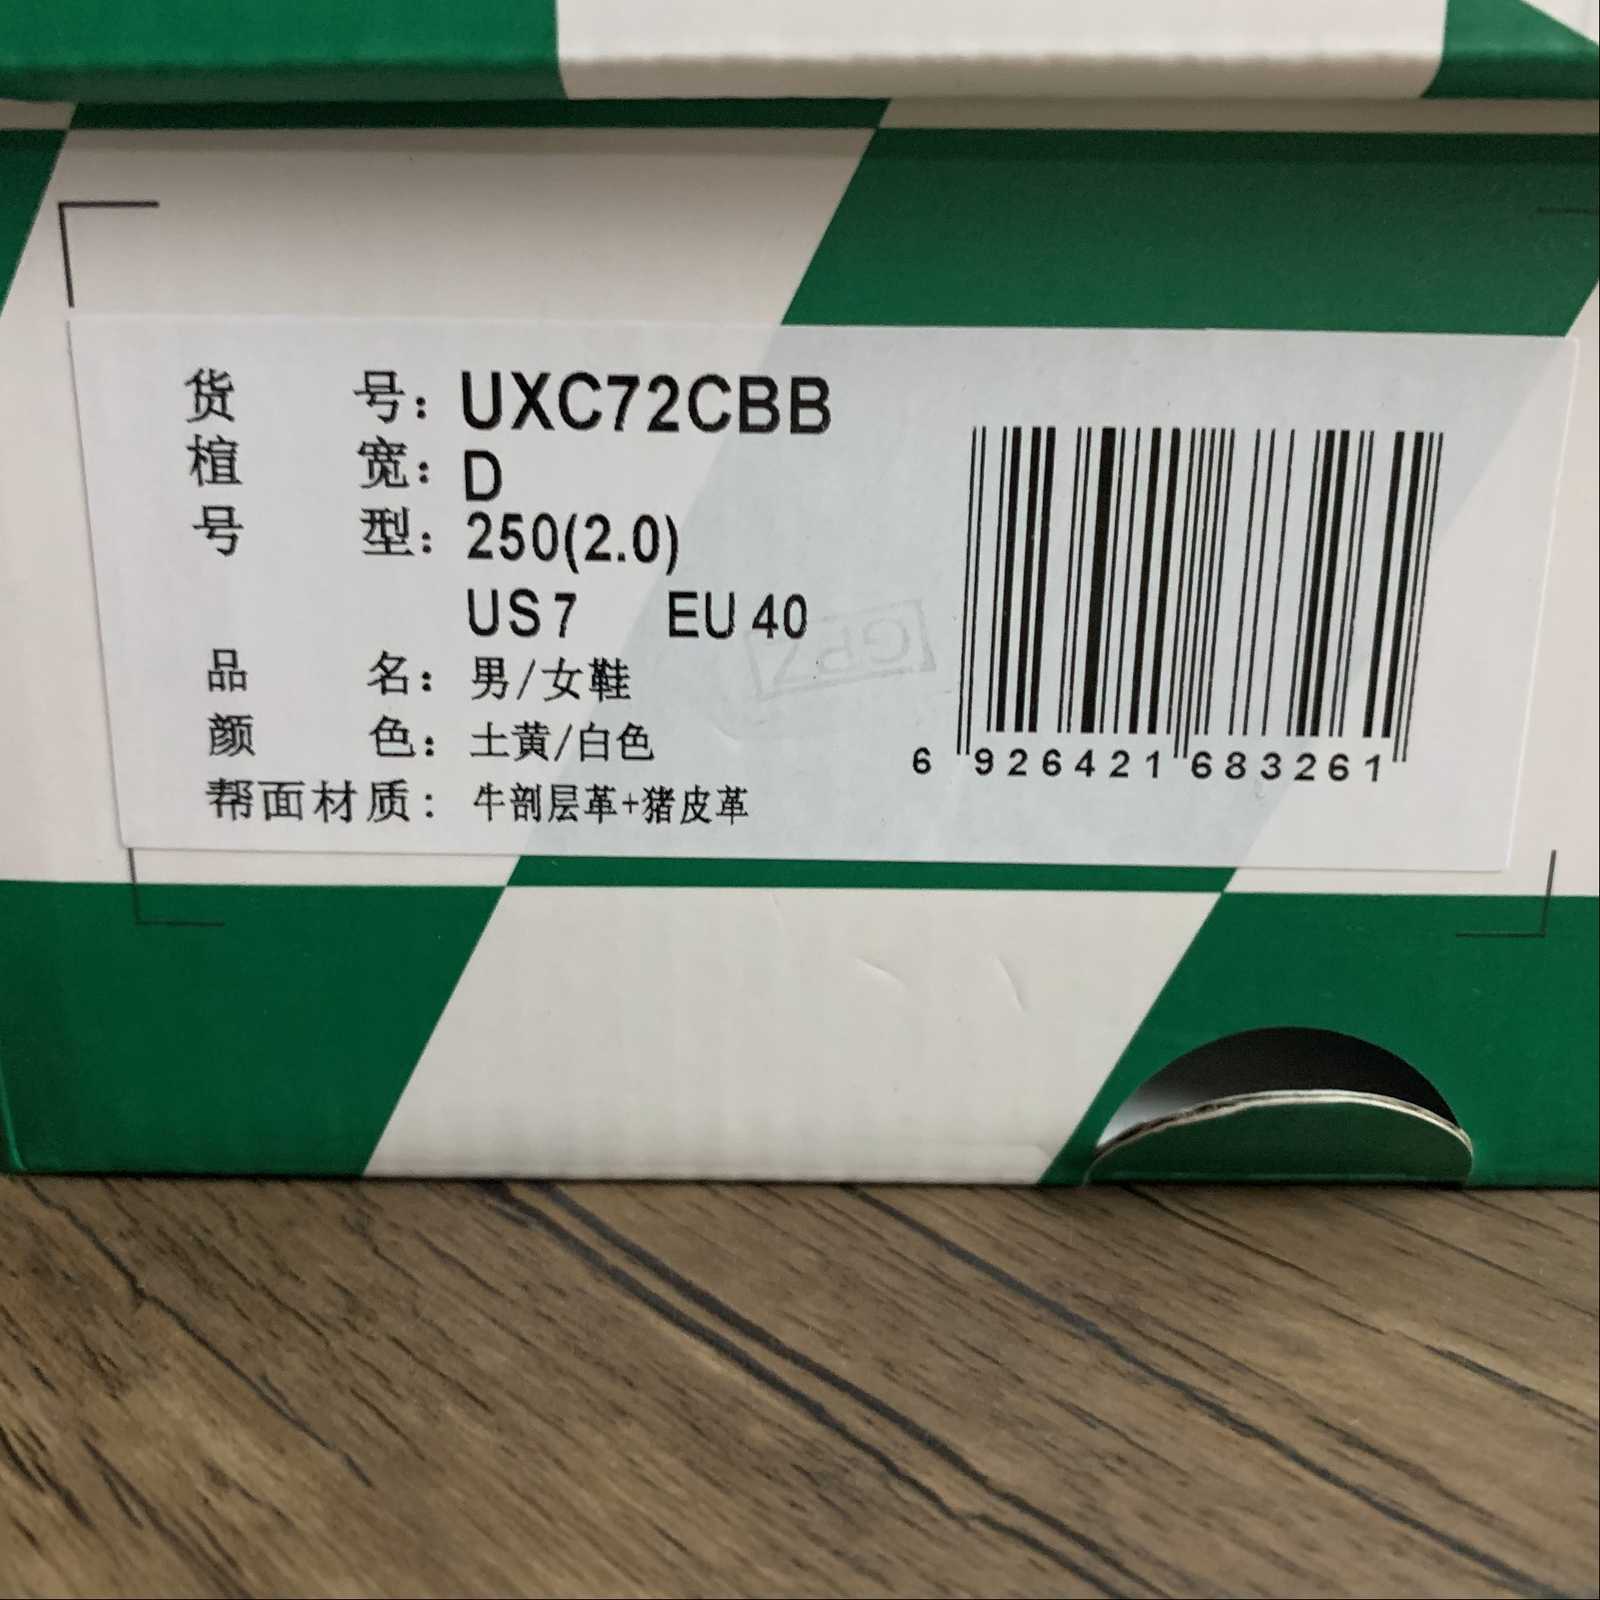 货号：UXC72CBB
楦宽：D
号型：250(2.0)
US 7 EU 40
品名：男/女鞋
颜色：土黄/白色
帮面材质：牛剖层革+猪皮革
6 926421 683261